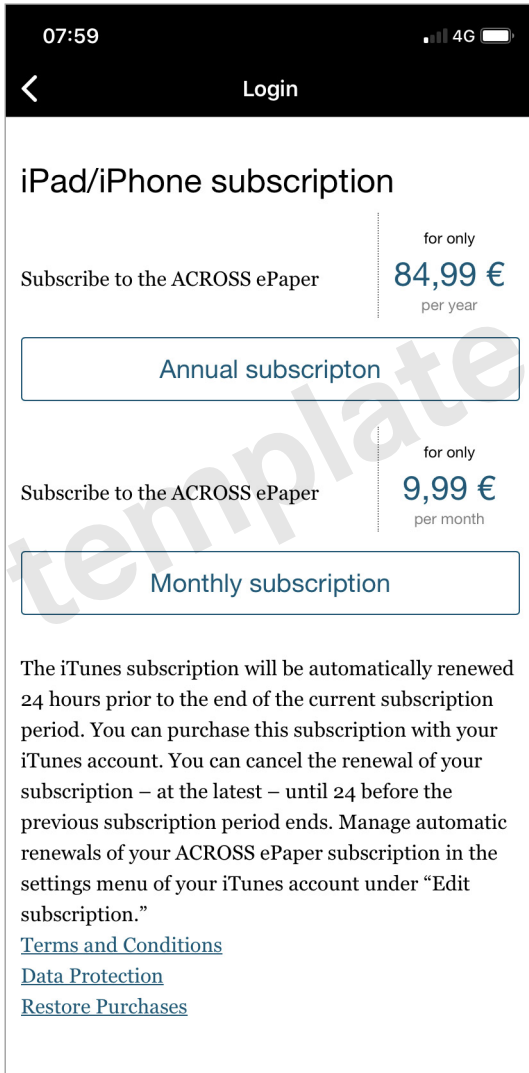 07:59
4G
Login
iPad/iPhone subscription
for only
Subscribe to the ACROSS ePaper
84,99 €
per year
Annual subscripton
for only
Subscribe to the ACROSS ePaper
9,99 €
per month
Monthly subscription
template
The iTunes subscription will be automatically renewed
24 hours prior to the end of the current subscription
period. You can purchase this subscription with your
iTunes account. You can cancel the renewal of your
subscription – at the latest – until 24 before the
previous subscription period ends. Manage automatic
renewals of your ACROSS ePaper subscription in the
settings menu of your iTunes account under “Edit
subscription.”
Terms and Conditions
Data Protection
Restore Purchases